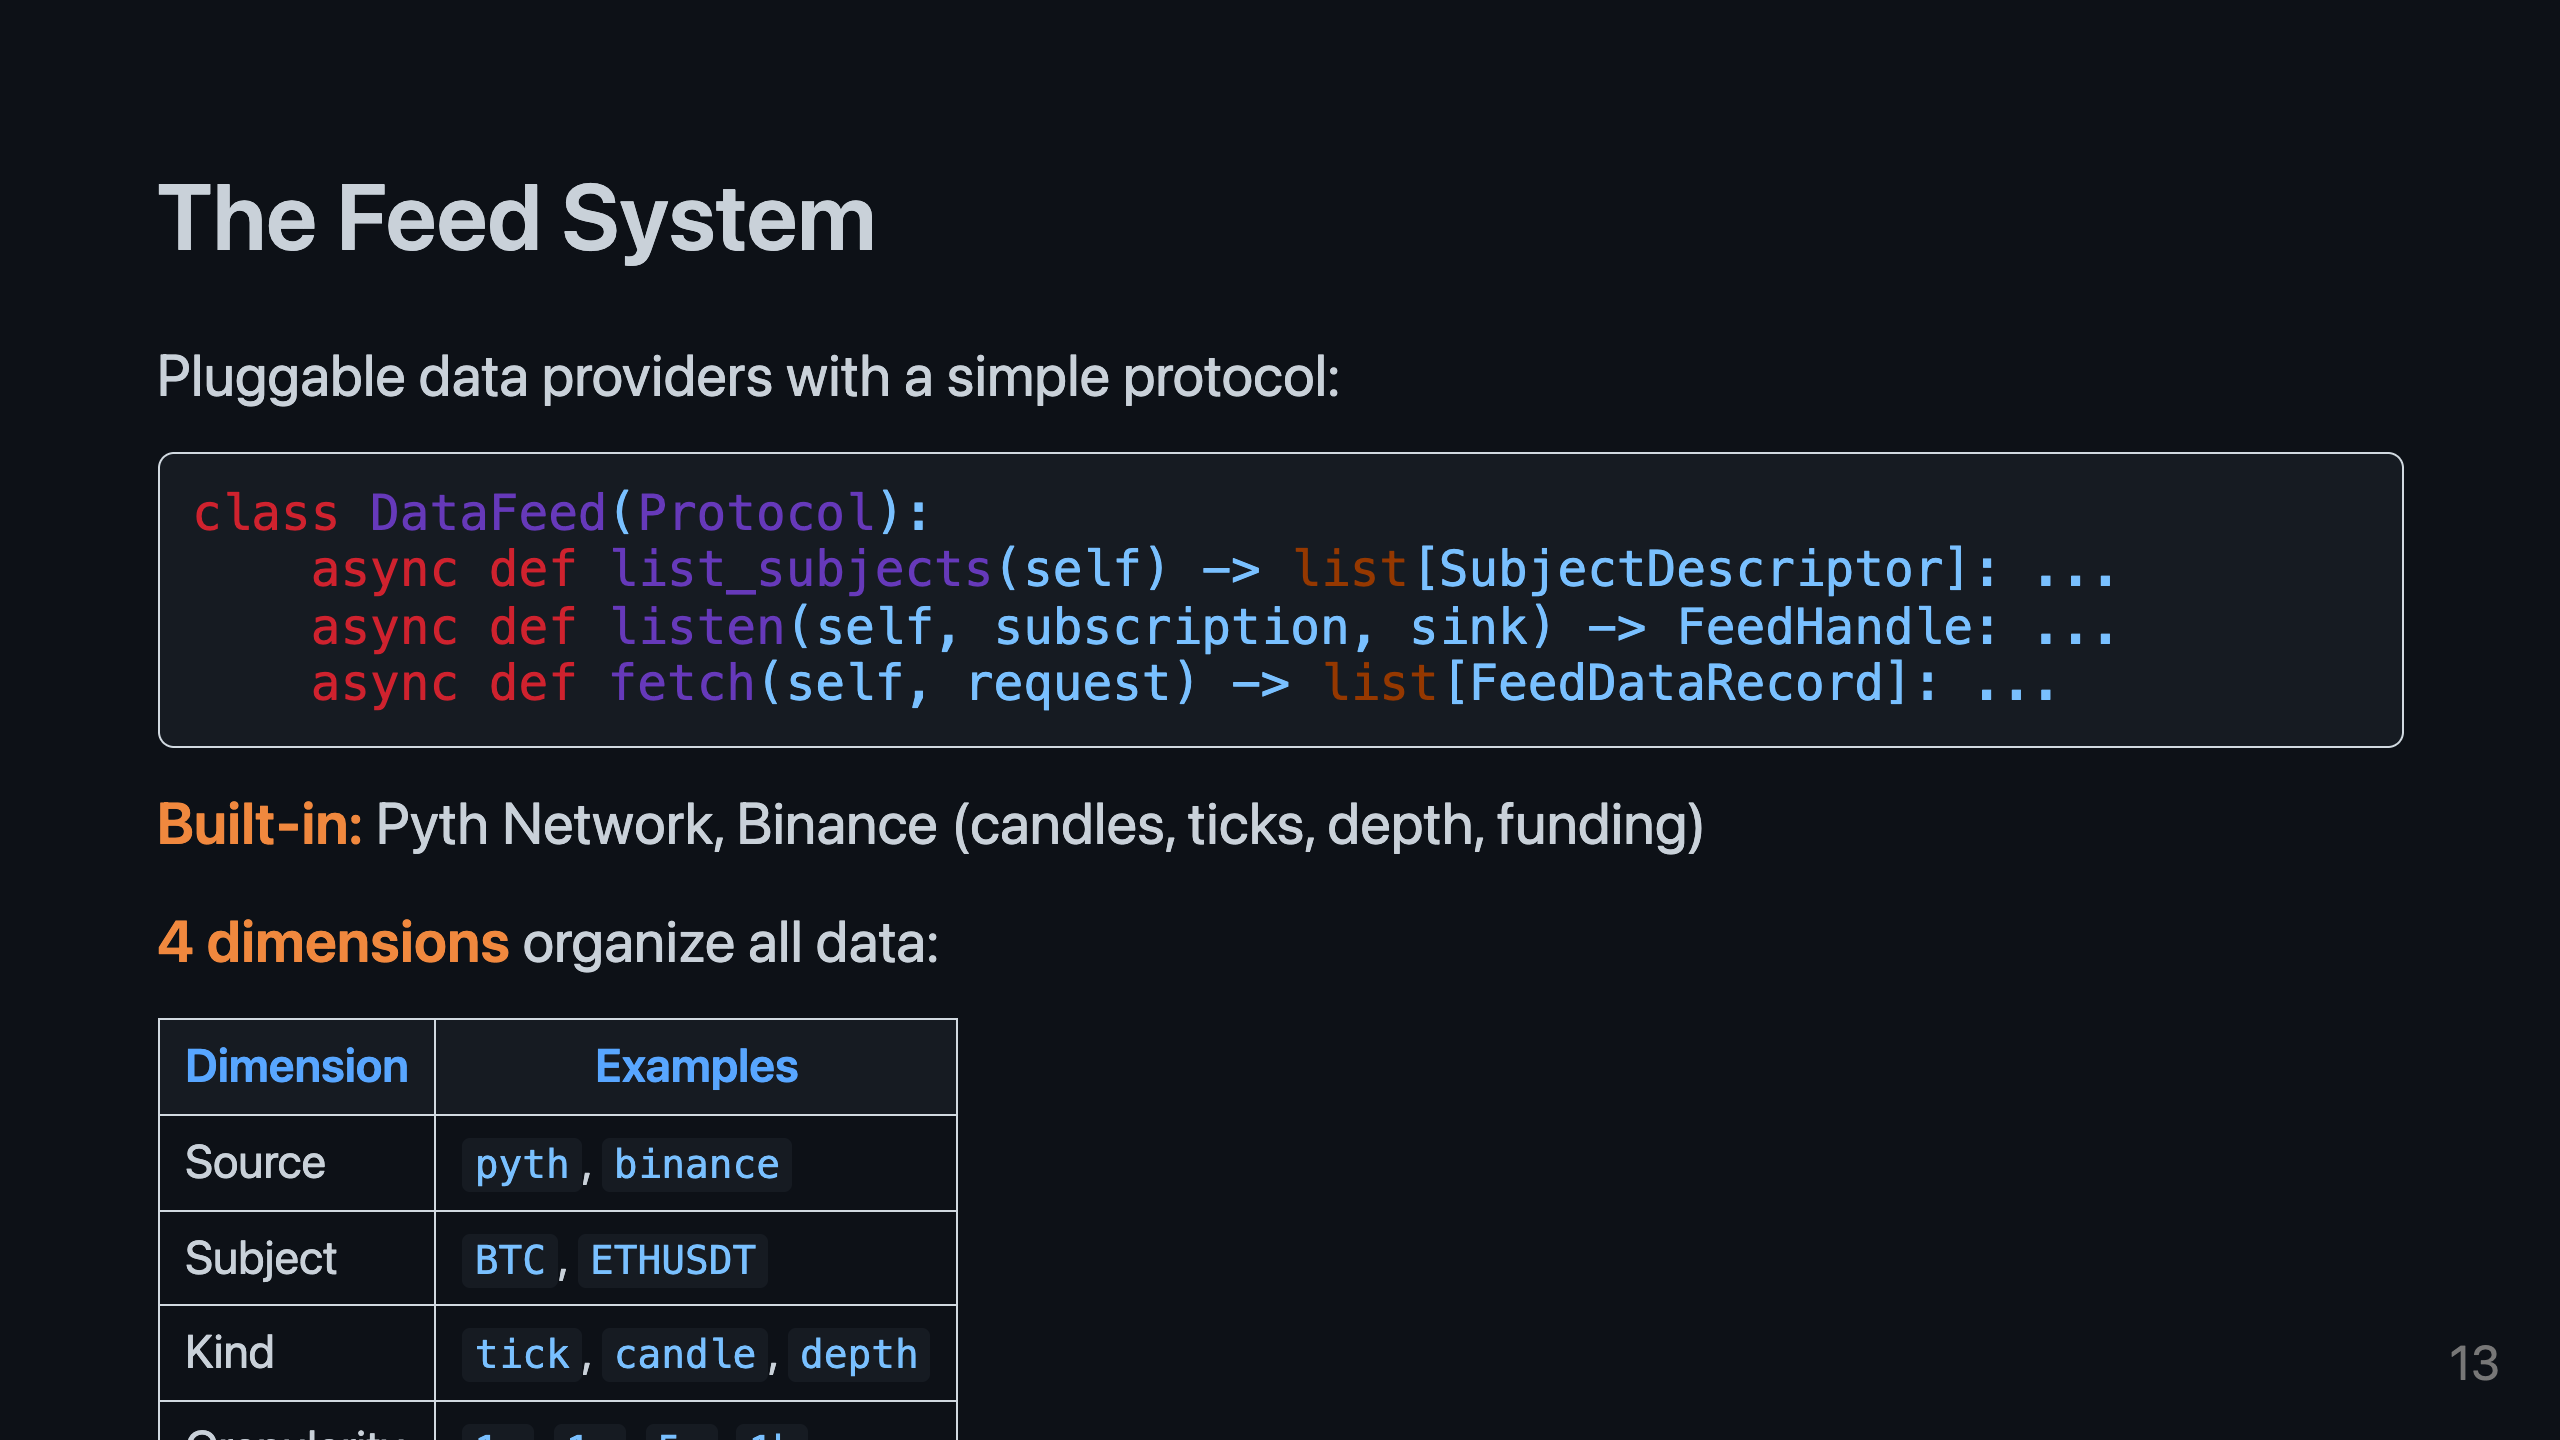 The Feed System
Pluggable data providers with a simple protocol:
class DataFeed(Protocol):
    async def list_subjects(self) -> list[SubjectDescriptor]: ...
    async def listen(self, subscription, sink) -> FeedHandle: ...
    async def fetch(self, request) -> list[FeedDataRecord]: ...
Built-in: Pyth Network, Binance (candles, ticks, depth, funding)
4 dimensions organize all data:
Dimension Examples
Source pyth, binance
Subject BTC, ETHUSDT
Kind tick, candle, depth
Granularity
13